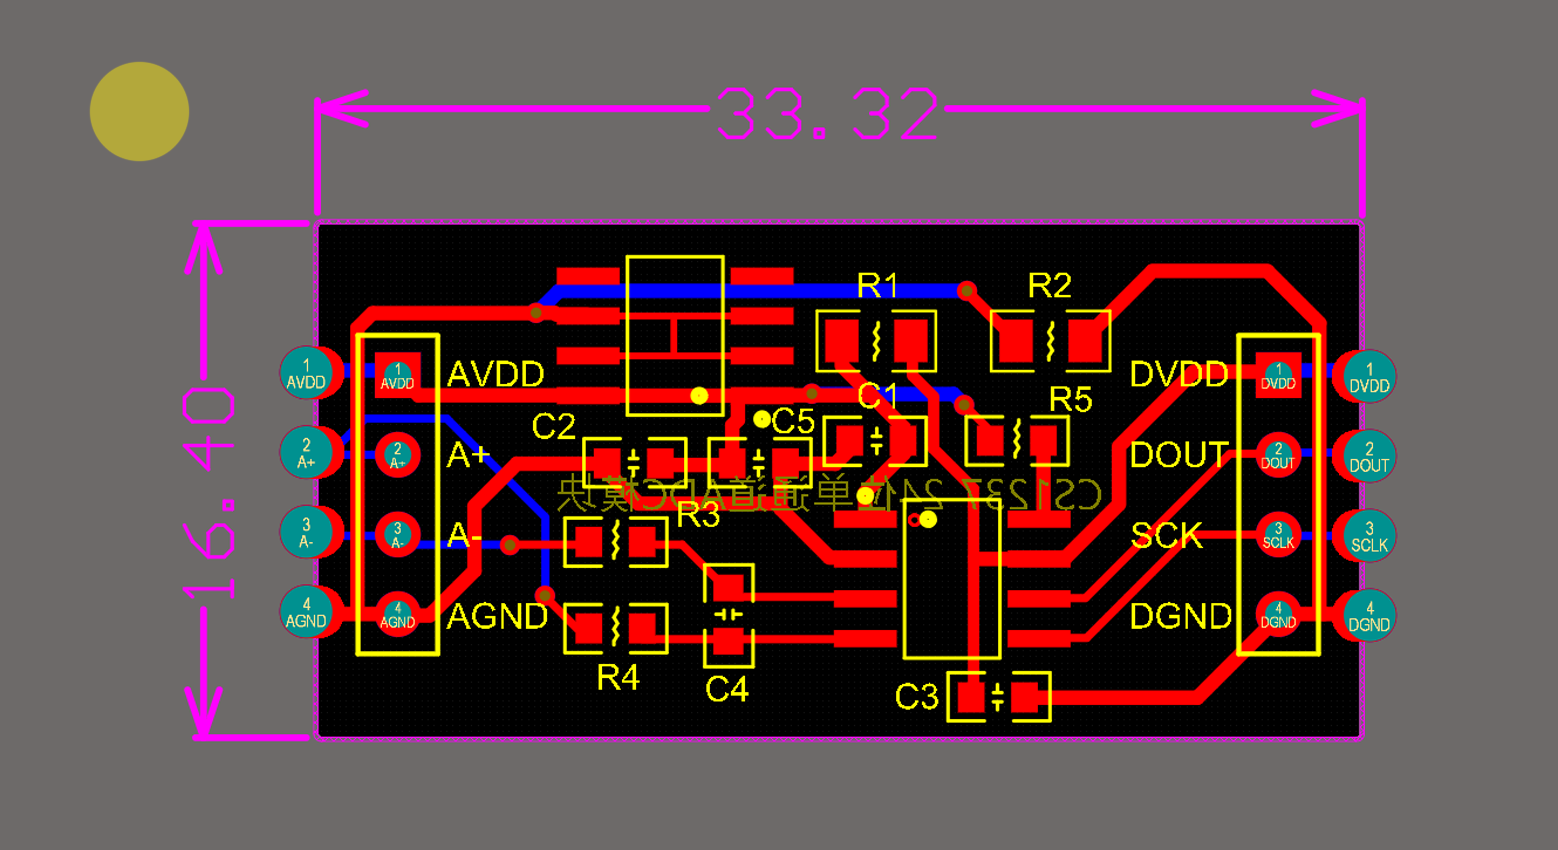 33.32
16.40
R1
R2
1
AVDD
1
AVDD
AVDD
DVDD
1
DVDD
1
DVDD
C1
R5
C2
C5
2
A+
2
A+
A+
DOUT
2
DOUT
2
DOUT
CS1237 24位单通道ADC模块
R3
3
A-
3
A-
A-
SCK
3
SCLK
3
SCLK
4
AGND
4
AGND
AGND
DGND
4
DGND
4
DGND
R4
C4
C3